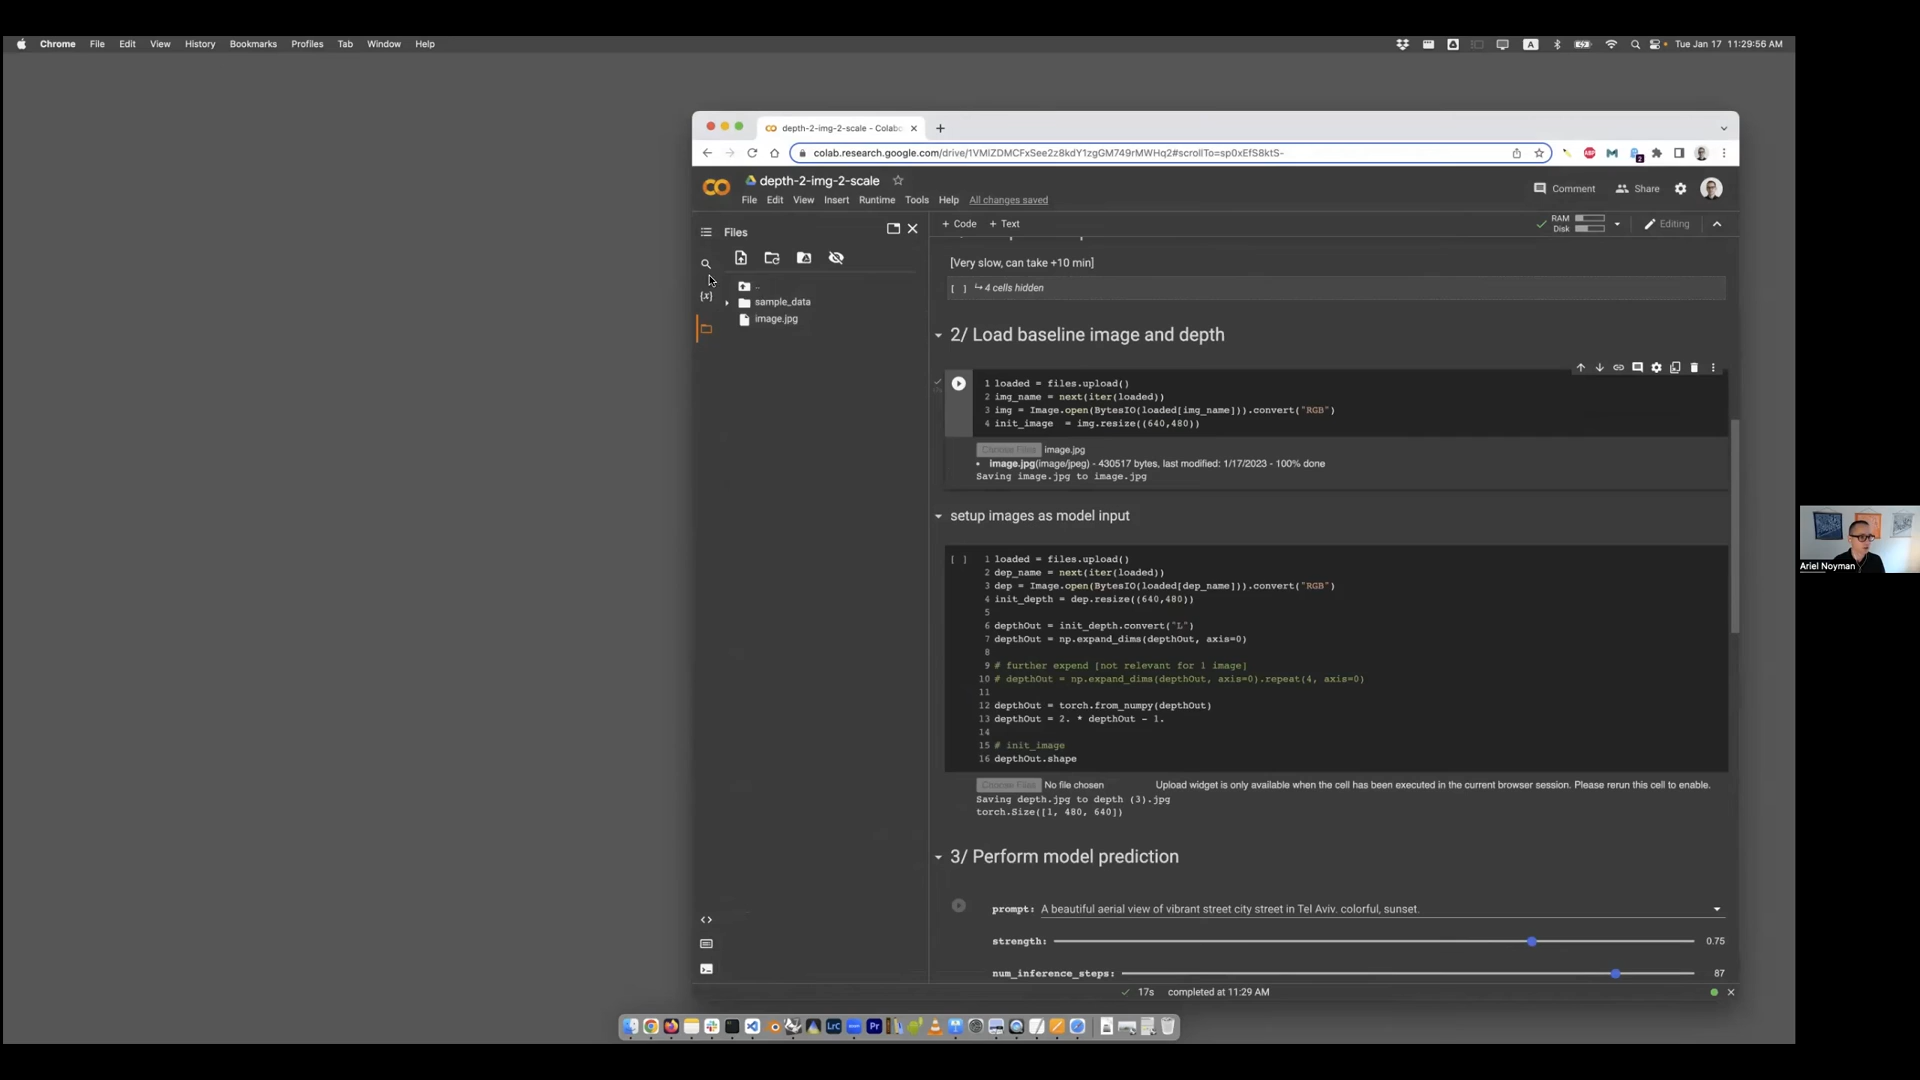 Chrome File Edit View History Bookmarks Profiles Tab Window Help
A
Tue Jan 17 11:29:56 AM
depth-2-img-2-scale - Colabo
colab.research.google.com/drive/1VMIZDMCFxSee2z8kdY1zgGM749rMWHq2#scrollTo=sp0xEfS8ktS-
ABP
2
depth-2-img-2-scale
Comment
Share
File Edit View Insert Runtime Tools Help All changes saved
Files
+ Code + Text
RAM
Disk
Editing
[Very slow, can take +10 min]
[ ] ↳ 4 cells hidden
{x}
..
sample_data
image.jpg
2/ Load baseline image and depth
1 loaded = files.upload()
2 img_name = next(iter(loaded))
3 img = Image.open(BytesIO(loaded[img_name])).convert("RGB")
4 init_image  = img.resize((640,480))
Choose Files image.jpg
• image.jpg(image/jpeg) - 430517 bytes, last modified: 1/17/2023 - 100% done
Saving image.jpg to image.jpg
setup images as model input
[ ]
1 loaded = files.upload()
2 dep_name = next(iter(loaded))
3 dep = Image.open(BytesIO(loaded[dep_name])).convert("RGB")
4 init_depth = dep.resize((640,480))
5
6 depthOut = init_depth.convert("L")
7 depthOut = np.expand_dims(depthOut, axis=0)
8
9 # further expend [not relevant for 1 image]
10 # depthOut = np.expand_dims(depthOut, axis=0).repeat(4, axis=0)
11
12 depthOut = torch.from_numpy(depthOut)
13 depthOut = 2. * depthOut - 1.
14
15 # init_image
16 depthOut.shape
Choose Files No file chosen Upload widget is only available when the cell has been executed in the current browser session. Please rerun this cell to enable.
Saving depth.jpg to depth (3).jpg
torch.Size([1, 480, 640])
3/ Perform model prediction
prompt: A beautiful aerial view of vibrant street city street in Tel Aviv. colorful, sunset.
strength: 0.75
num_inference_steps: 87
17s completed at 11:29 AM
LrC
Pr
Ariel Noyman